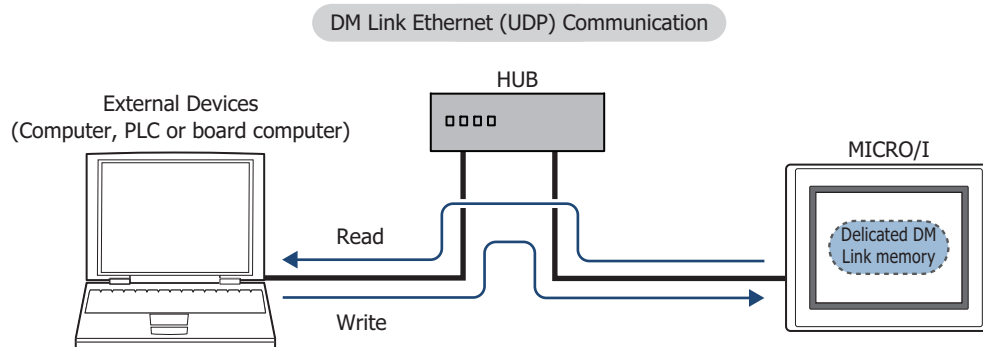 DM Link Ethernet (UDP) Communication
HUB
External Devices
(Computer, PLC or board computer)
MICRO/I
Read
Delicated DM
Link memory
Write